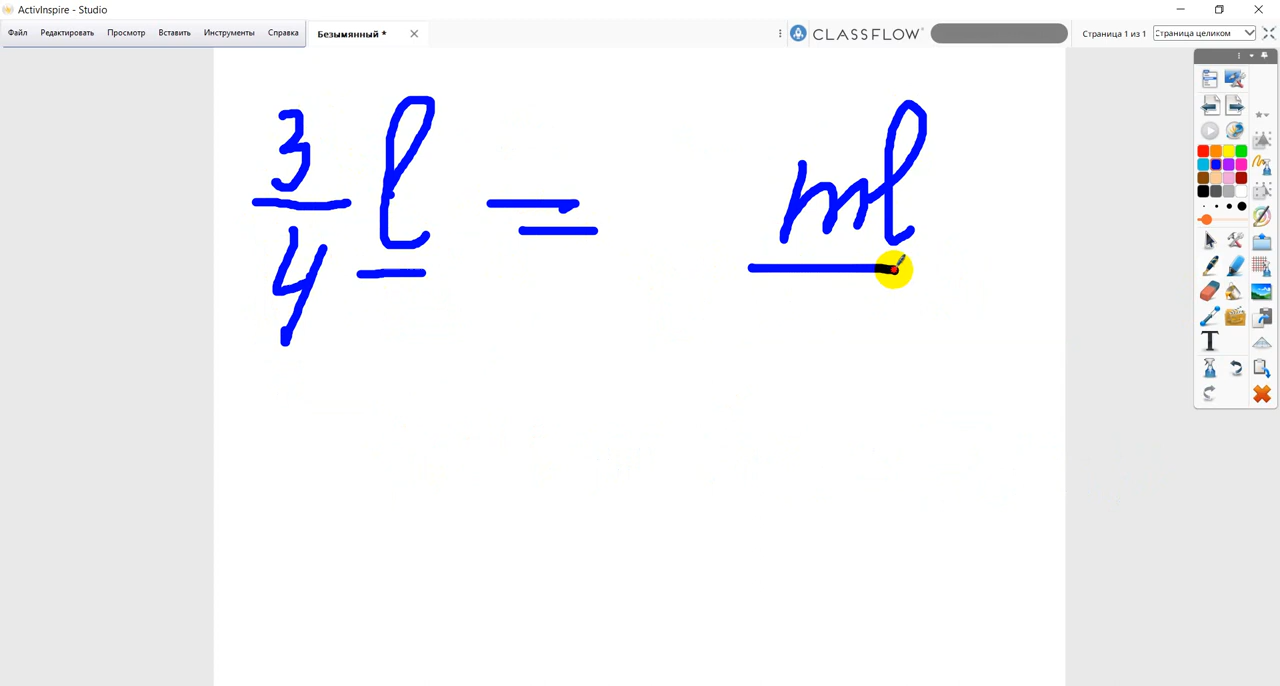 ActivInspire - Studio
Файл Редактировать Просмотр Вставить Инструменты Справка Безымянный * CLASSFLOW Страница 1 из 1 Страница целиком
3/4 l = ml
T